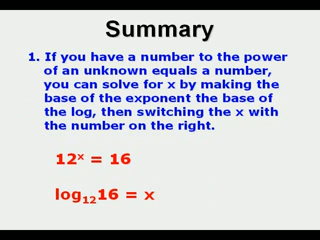 Summary
1. If you have a number to the power
of an unknown equals a number,
you can solve for x by making the
base of the exponent the base of
the log, then switching the x with
the number on the right.
12ˣ = 16
log₁₂16 = x